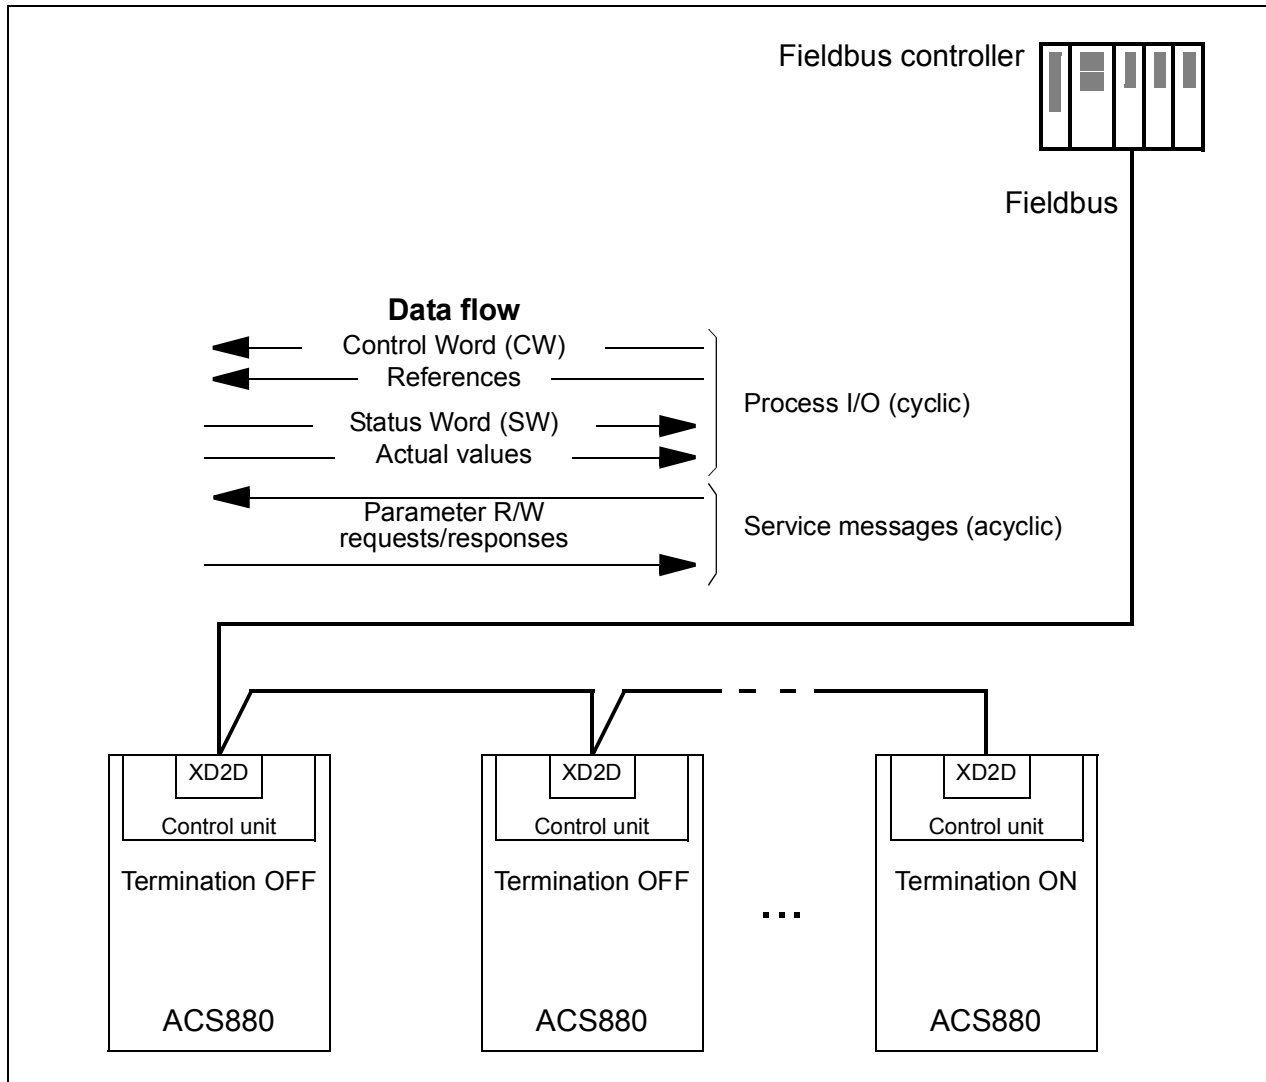 Fieldbus controller
Fieldbus
Data flow
Control Word (CW)
References
Status Word (SW)
Actual values
Process I/O (cyclic)
Parameter R/W
requests/responses
Service messages (acyclic)
XD2D
Control unit
Termination OFF
ACS880
XD2D
Control unit
Termination OFF
ACS880
...
XD2D
Control unit
Termination ON
ACS880